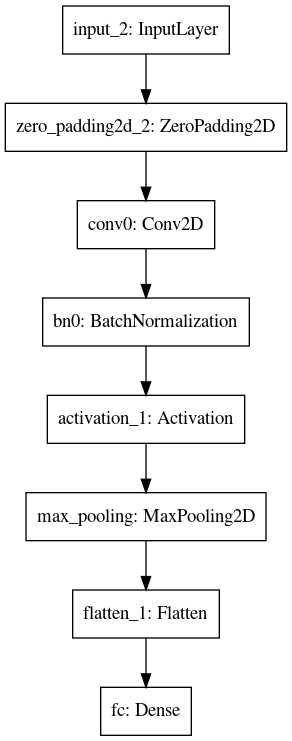 input_2: InputLayer
zero_padding2d_2: ZeroPadding2D
conv0: Conv2D
bn0: BatchNormalization
activation_1: Activation
max_pooling: MaxPooling2D
flatten_1: Flatten
fc: Dense